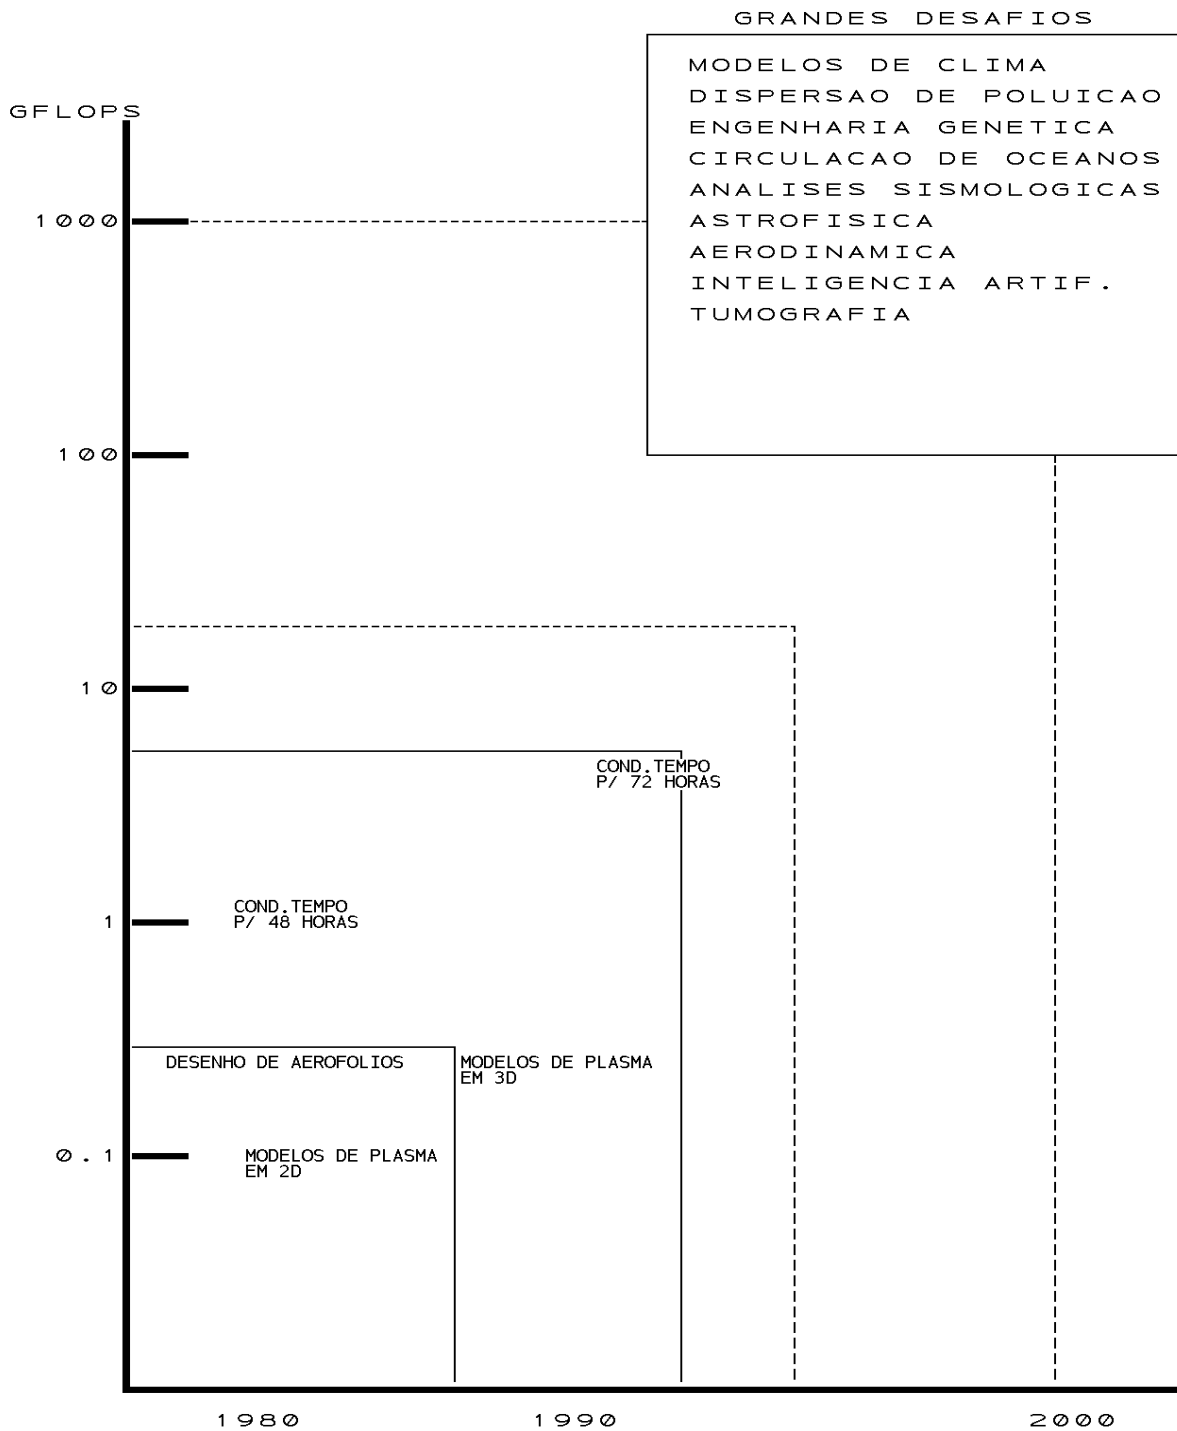 GRANDES DESAFIOS
MODELOS DE CLIMA
DISPERSAO DE POLUICAO
ENGENHARIA GENETICA
CIRCULACAO DE OCEANOS
ANALISES SISMOLOGICAS
ASTROFISICA
AERODINAMICA
INTELIGENCIA ARTIF.
TUMOGRAFIA
GFLOPS
1000
100
10
COND.TEMPO
P/ 72 HORAS
1
COND.TEMPO
P/ 48 HORAS
DESENHO DE AEROFOLIOS
MODELOS DE PLASMA
EM 3D
0.1
MODELOS DE PLASMA
EM 2D
1980
1990
2000